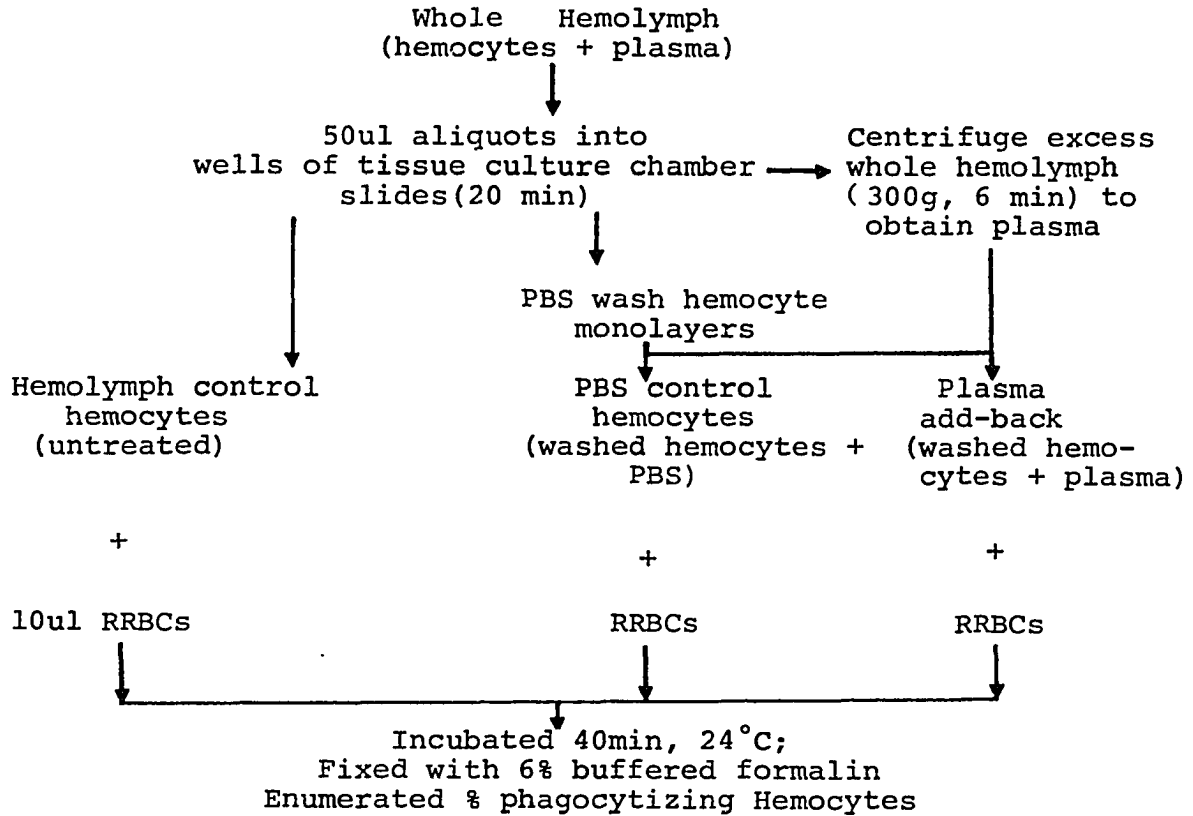 Whole Hemolymph
(hemocytes + plasma)
50ul aliquots into
wells of tissue culture chamber
slides(20 min)
Centrifuge excess
whole hemolymph
(300g, 6 min) to
obtain plasma
PBS wash hemocyte
monolayers
Hemolymph control
hemocytes
(untreated)
PBS control
hemocytes
(washed hemocytes +
PBS)
Plasma
add-back
(washed hemo-
cytes + plasma)
+
+
+
10ul RRBCs
RRBCs
RRBCs
Incubated 40min, 24°C;
Fixed with 6% buffered formalin
Enumerated % phagocytizing Hemocytes